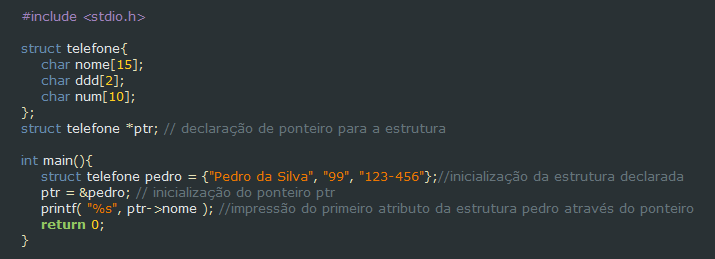 #include <stdio.h>
struct telefone{
char nome[15];
char ddd[2];
char num[10];
};
struct telefone *ptr; // declaração de ponteiro para a estrutura
int main(){
struct telefone pedro = {"Pedro da Silva", "99", "123-456"};//inicialização da estrutura declarada
ptr = &pedro; // inicialização do ponteiro ptr
printf( "%s", ptr->nome ); //impressão do primeiro atributo da estrutura pedro através do ponteiro
return 0;
}